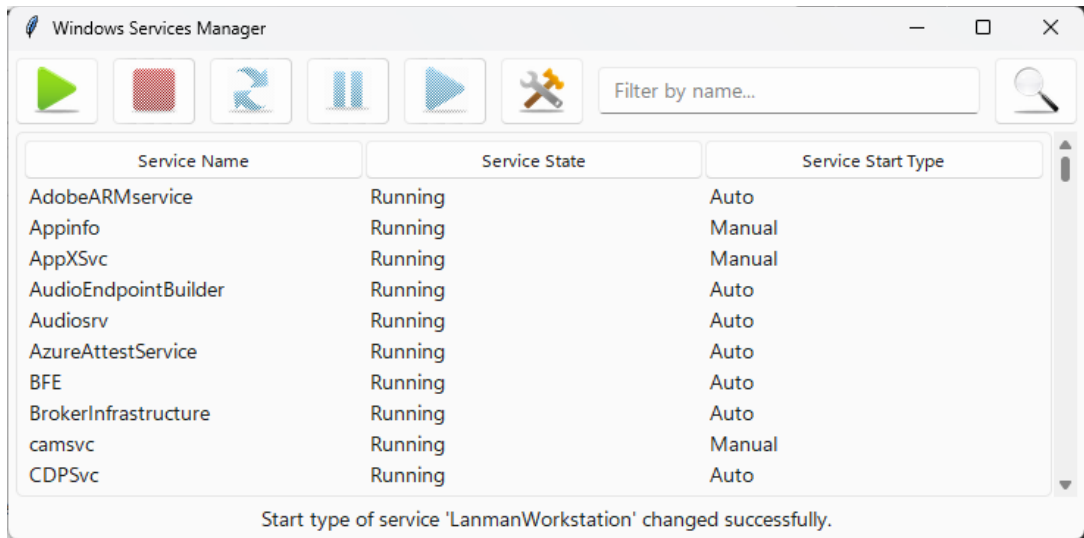 Windows Services Manager
Filter by name...
Service Name Service State Service Start Type
AdobeARMservice Running Auto
Appinfo Running Manual
AppXSvc Running Manual
AudioEndpointBuilder Running Auto
Audiosrv Running Auto
AzureAttestService Running Auto
BFE Running Auto
BrokerInfrastructure Running Auto
camsvc Running Manual
CDPSvc Running Auto
Start type of service 'LanmanWorkstation' changed successfully.